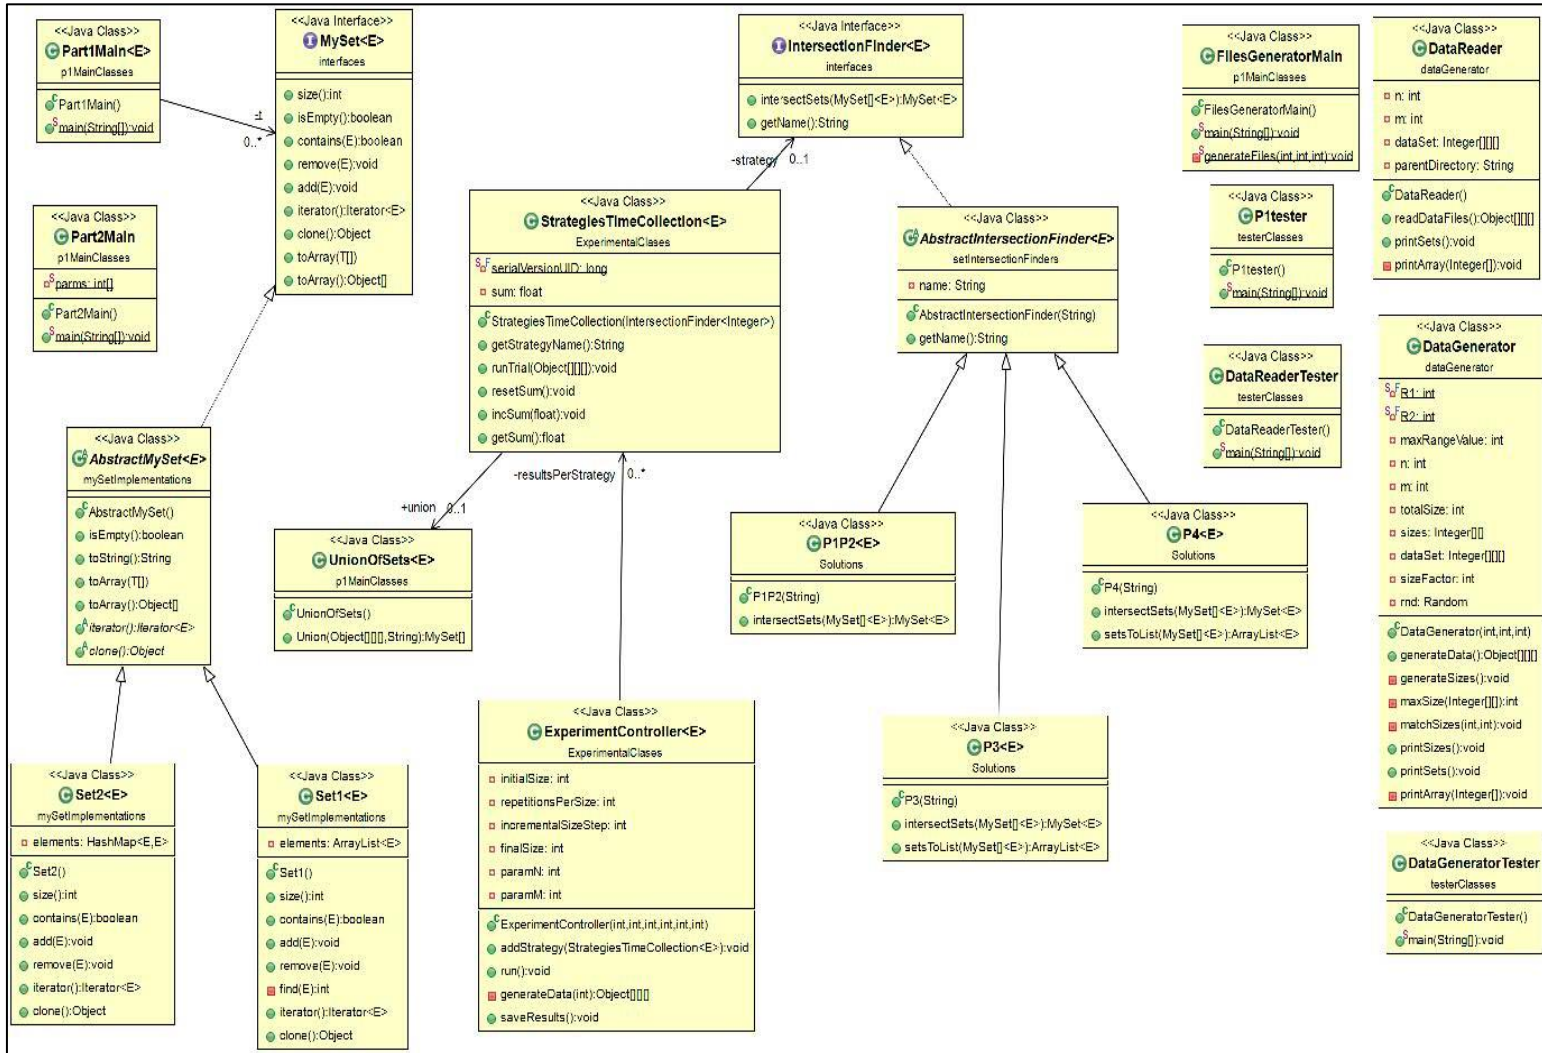 <<Java Class>>
Part1Main<E>
p1MainClasses
Part1Main()
main(String[]):void
-t
0..*
<<Java Interface>>
MySet<E>
interfaces
size():int
isEmpty():boolean
contains(E):boolean
remove(E):void
add(E):void
iterator():Iterator<E>
clone():Object
toArray(T[])
toArray():Object[]
<<Java Class>>
Part2Main
p1MainClasses
parms: int[]
Part2Main()
main(String[]):void
<<Java Interface>>
IntersectionFinder<E>
interfaces
intersectSets(MySet[]<E>):MySet<E>
getName():String
-strategy 0..1
<<Java Class>>
StrategiesTimeCollection<E>
ExperimentalClases
serialVersionUID: long
sum: float
StrategiesTimeCollection(IntersectionFinder<Integer>)
getStrategyName():String
runTrial(Object[][][]):void
resetSum():void
incSum(float):void
getSum():float
-resultsPerStrategy 0..*
+union 0..1
<<Java Class>>
AbstractIntersectionFinder<E>
setIntersectionFinders
name: String
AbstractIntersectionFinder(String)
getName():String
<<Java Class>>
FilesGeneratorMain
p1MainClasses
FilesGeneratorMain()
main(String[]):void
generateFiles(int,int,int):void
<<Java Class>>
P1tester
testerClasses
P1tester()
main(String[]):void
<<Java Class>>
DataReaderTester
testerClasses
DataReaderTester()
main(String[]):void
<<Java Class>>
DataReader
dataGenerator
n: int
m: int
dataSet: Integer[][][]
parentDirectory: String
DataReader()
readDataFiles():Object[][][]
printSets():void
printArray(Integer[]):void
<<Java Class>>
DataGenerator
dataGenerator
R1: int
R2: int
maxRangeValue: int
n: int
m: int
totalSize: int
sizes: Integer[][]
dataSet: Integer[][][]
sizeFactor: int
rnd: Random
DataGenerator(int,int,int)
generateData():Object[][][]
generateSizes():void
maxSize(Integer[][]):int
matchSizes(int,int):void
printSizes():void
printSets():void
printArray(Integer[]):void
<<Java Class>>
AbstractMySet<E>
mySetImplementations
AbstractMySet()
isEmpty():boolean
toString():String
toArray(T[])
toArray():Object[]
iterator():Iterator<E>
clone():Object
<<Java Class>>
UnionOfSets<E>
p1MainClasses
UnionOfSets()
Union(Object[][][],String):MySet[]
<<Java Class>>
P1P2<E>
Solutions
P1P2(String)
intersectSets(MySet[]<E>):MySet<E>
<<Java Class>>
P4<E>
Solutions
P4(String)
intersectSets(MySet[]<E>):MySet<E>
setsToList(MySet[]<E>):ArrayList<E>
<<Java Class>>
Set2<E>
mySetImplementations
elements: HashMap<E,E>
Set2()
size():int
contains(E):boolean
add(E):void
remove(E):void
iterator():Iterator<E>
clone():Object
<<Java Class>>
Set1<E>
mySetImplementations
elements: ArrayList<E>
Set1()
size():int
contains(E):boolean
add(E):void
remove(E):void
find(E):int
iterator():Iterator<E>
clone():Object
<<Java Class>>
ExperimentController<E>
ExperimentalClases
initialSize: int
repetitionsPerSize: int
incrementalSizeStep: int
finalSize: int
paramN: int
paramM: int
ExperimentController(int,int,int,int,int,int)
addStrategy(StrategiesTimeCollection<E>):void
run():void
generateData(int):Object[][][]
saveResults():void
<<Java Class>>
P3<E>
Solutions
P3(String)
intersectSets(MySet[]<E>):MySet<E>
setsToList(MySet[]<E>):ArrayList<E>
<<Java Class>>
DataGeneratorTester
testerClasses
DataGeneratorTester()
main(String[]):void